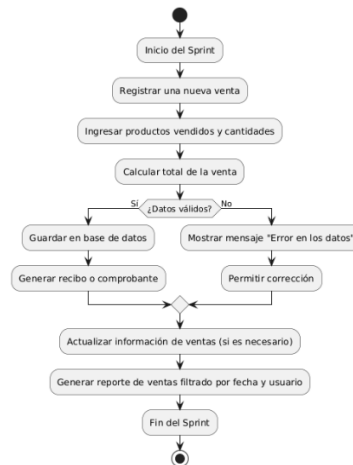 Inicio del Sprint
Registrar una nueva venta
Ingresar productos vendidos y cantidades
Calcular total de la venta
Sí
¿Datos válidos?
No
Guardar en base de datos
Mostrar mensaje "Error en los datos"
Generar recibo o comprobante
Permitir corrección
Actualizar información de ventas (si es necesario)
Generar reporte de ventas filtrado por fecha y usuario
Fin del Sprint